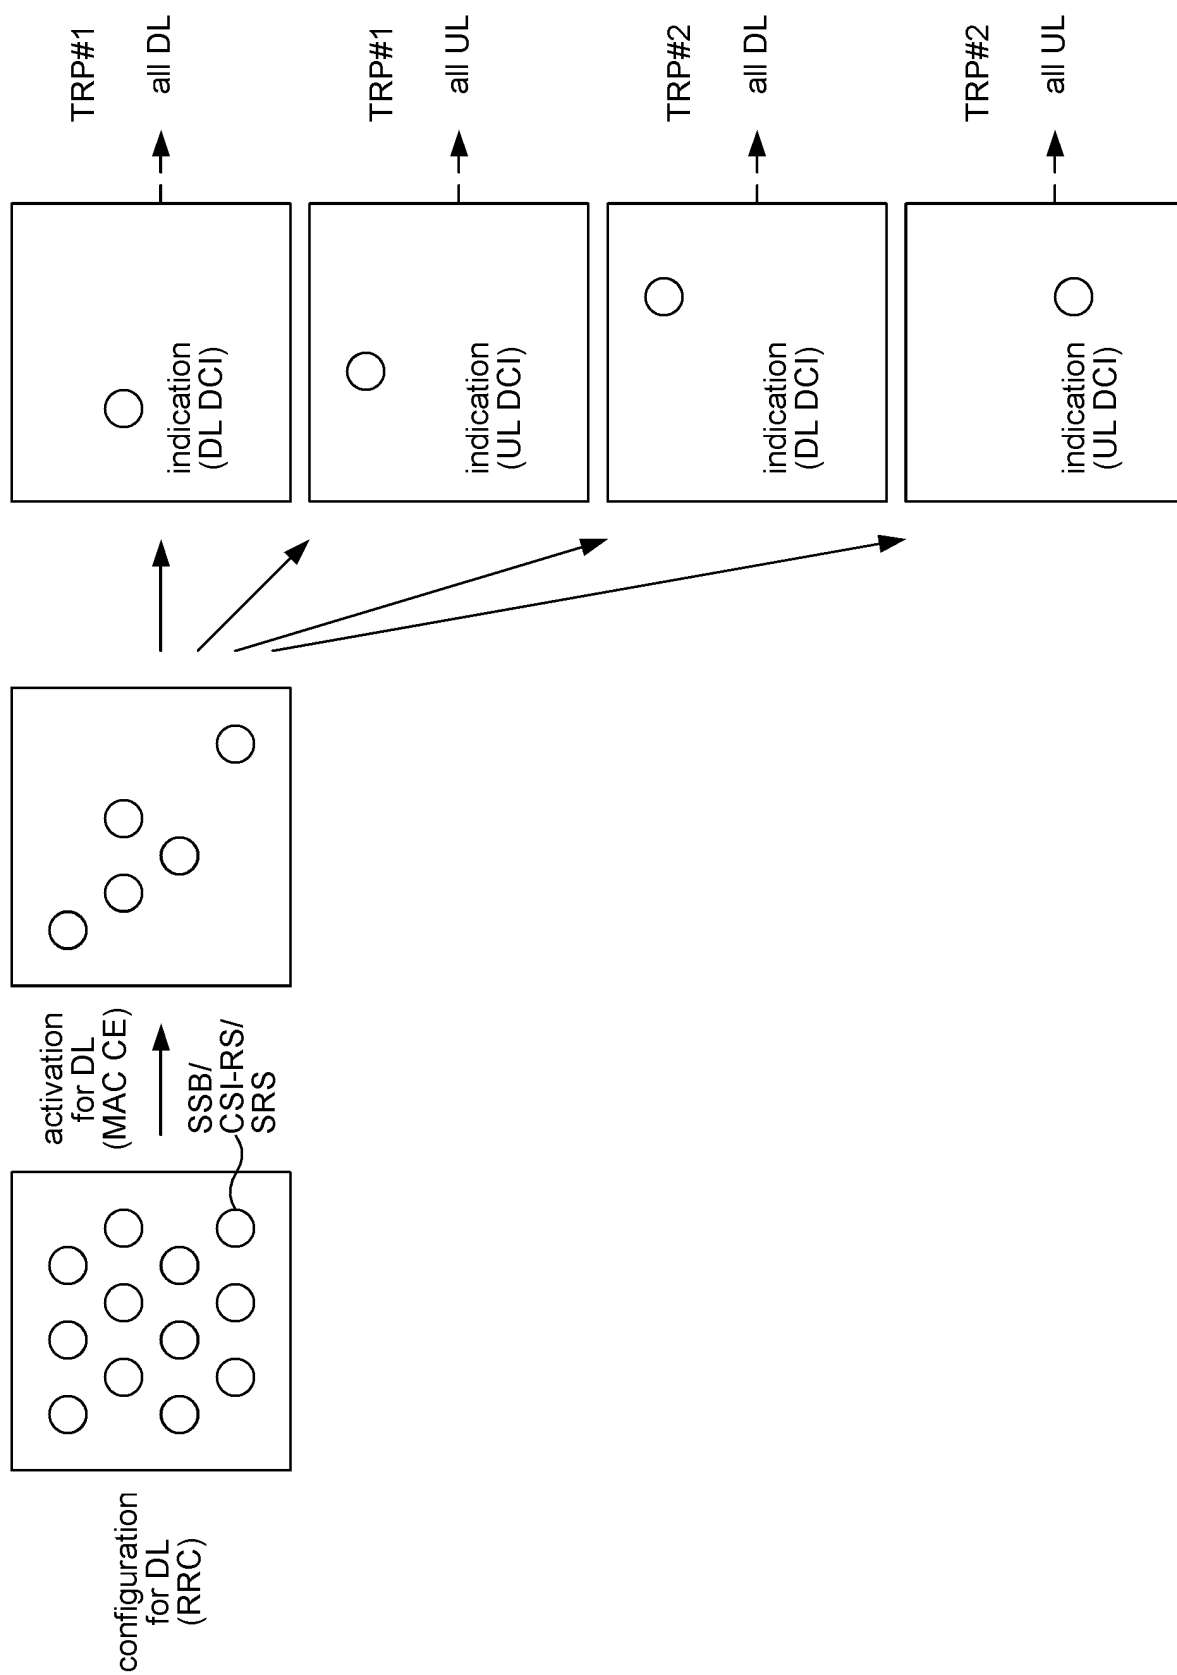 configuration
for DL
(RRC)
activation
for DL
(MAC CE)
SSB/
CSI-RS/
SRS
indication
(DL DCI)
TRP#1
all DL
indication
(UL DCI)
TRP#1
all UL
indication
(DL DCI)
TRP#2
all DL
indication
(UL DCI)
TRP#2
all UL